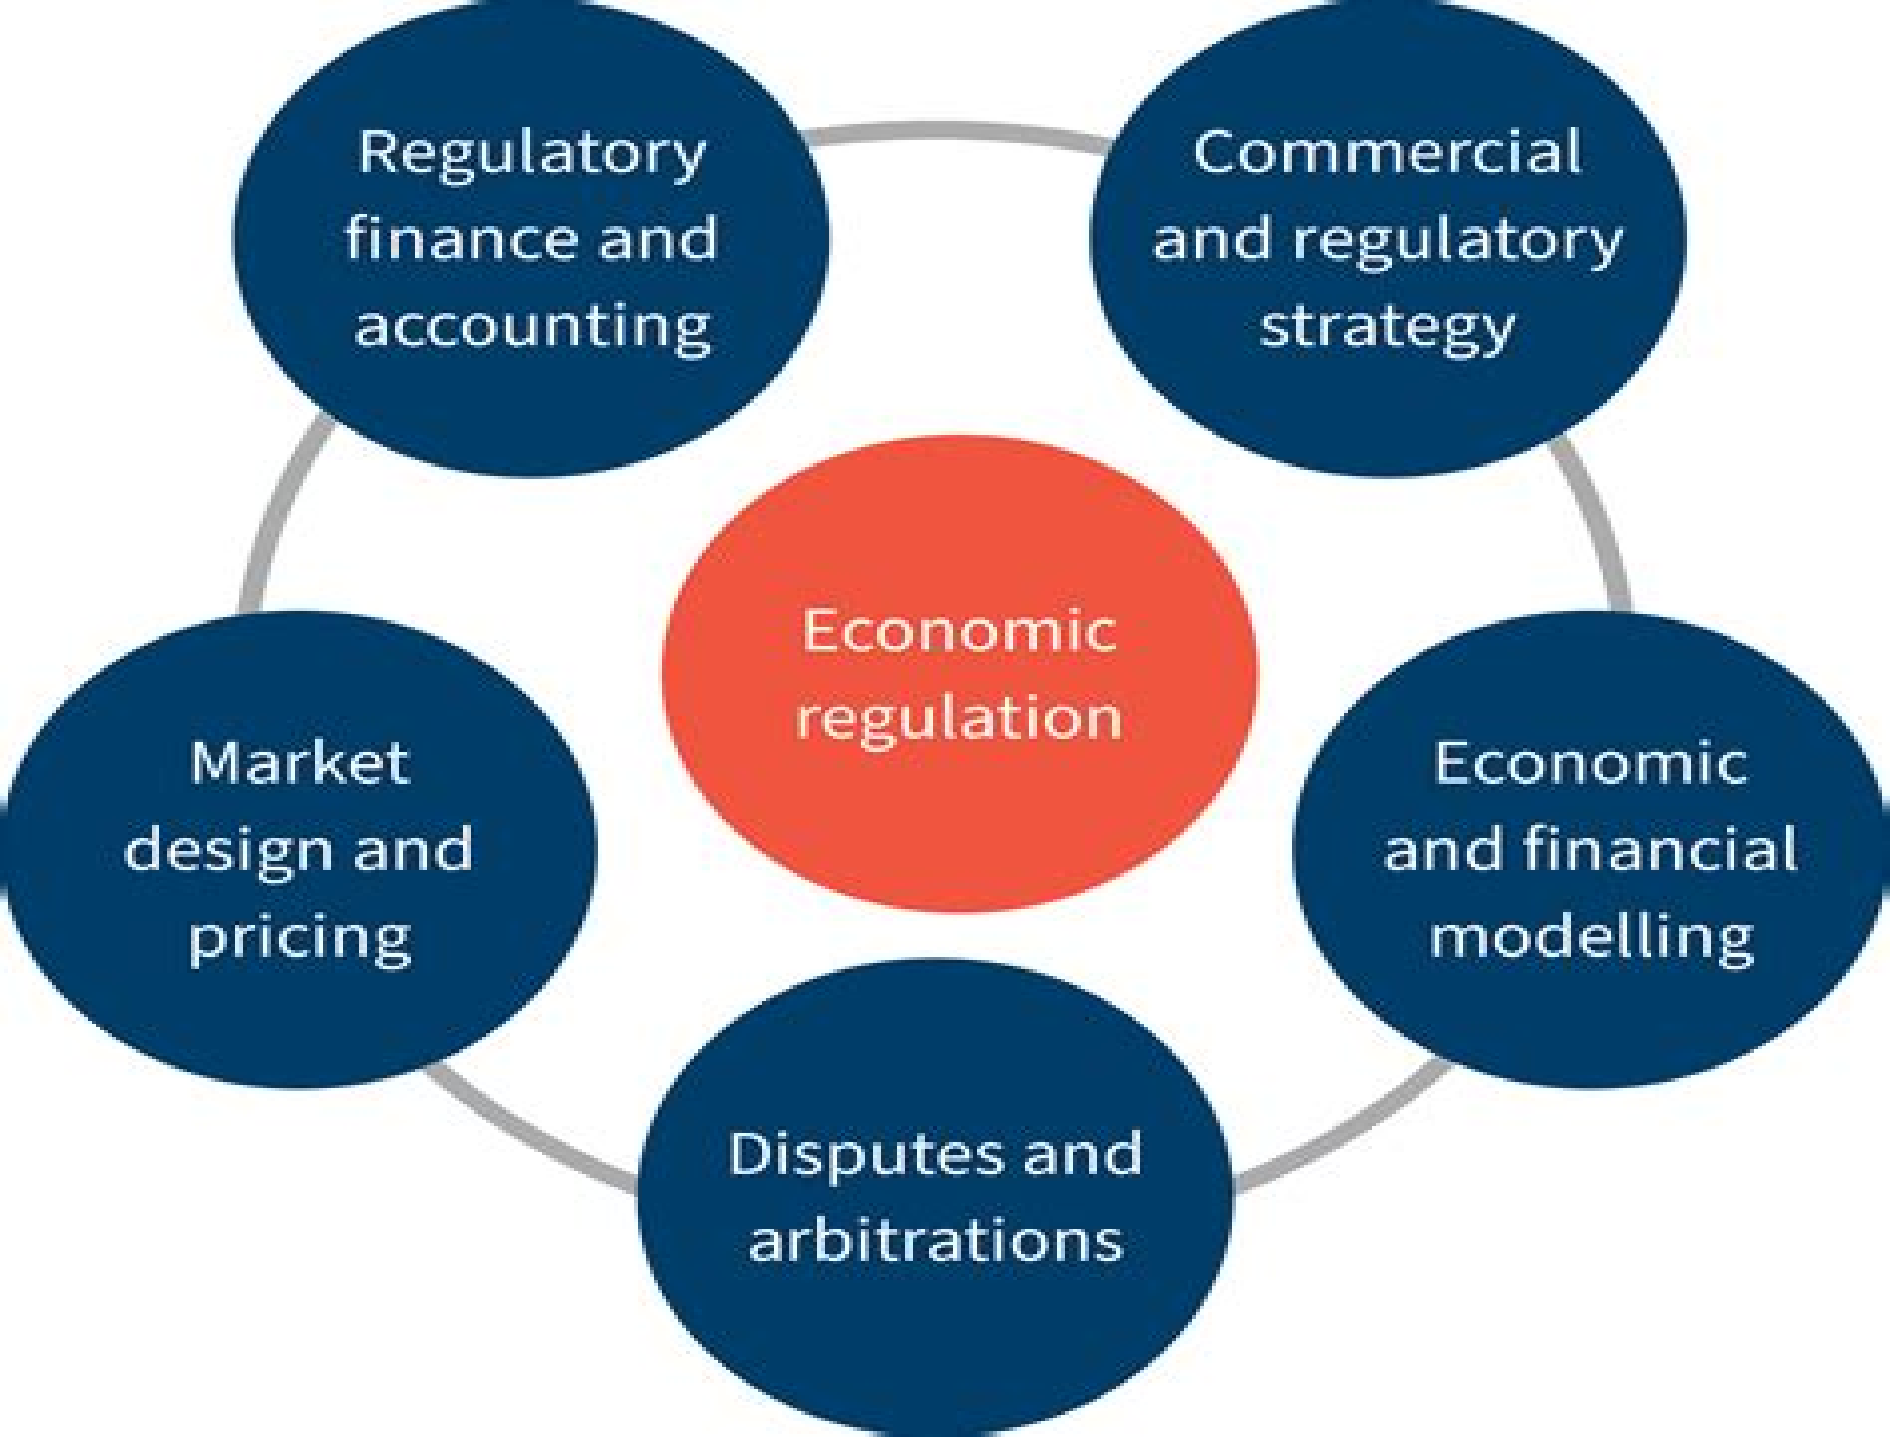 Regulatory
finance and
accounting
Commercial
and regulatory
strategy
Economic
regulation
Market
design and
pricing
Economic
and financial
modelling
Disputes and
arbitrations